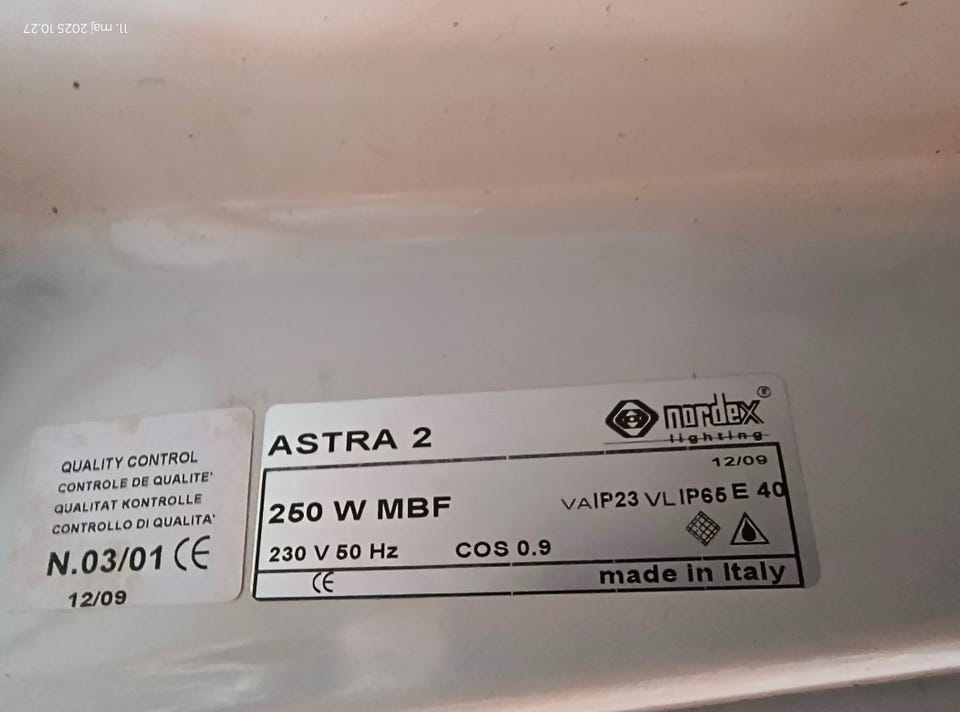 11. maj 2025 10.27
QUALITY CONTROL
CONTROLE DE QUALITE'
QUALITAT KONTROLLE
CONTROLLO DI QUALITA'
N.03/01 CE
12/09
ASTRA 2
nordex®
lighting
12/09
250 W MBF
VA IP23 VL IP65 E 40
230 V 50 Hz COS 0.9
CE
made in Italy